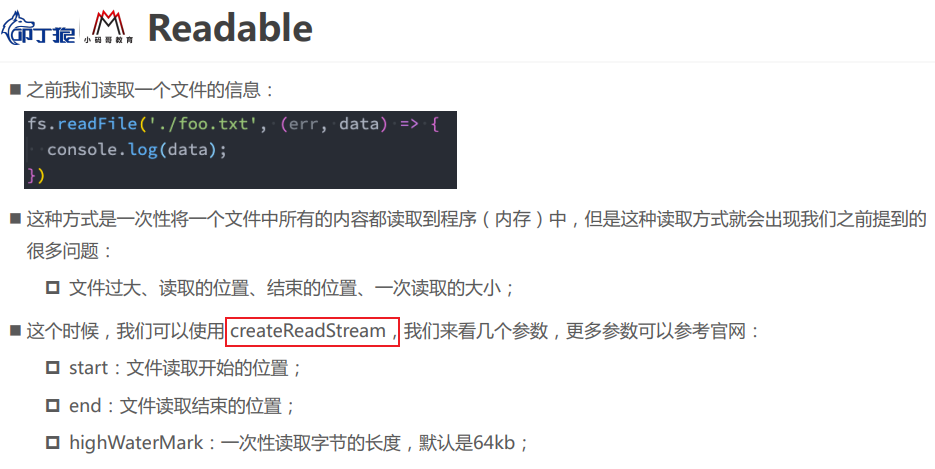 叩丁狼
小码哥教育
Readable
之前我们读取一个文件的信息：
fs.readFile('./foo.txt', (err, data) => {
console.log(data);
})
这种方式是一次性将一个文件中所有的内容都读取到程序（内存）中，但是这种读取方式就会出现我们之前提到的
很多问题：
文件过大、读取的位置、结束的位置、一次读取的大小；
这个时候，我们可以使用 createReadStream，我们来看几个参数，更多参数可以参考官网：
start：文件读取开始的位置；
end：文件读取结束的位置；
highWaterMark：一次性读取字节的长度，默认是64kb；